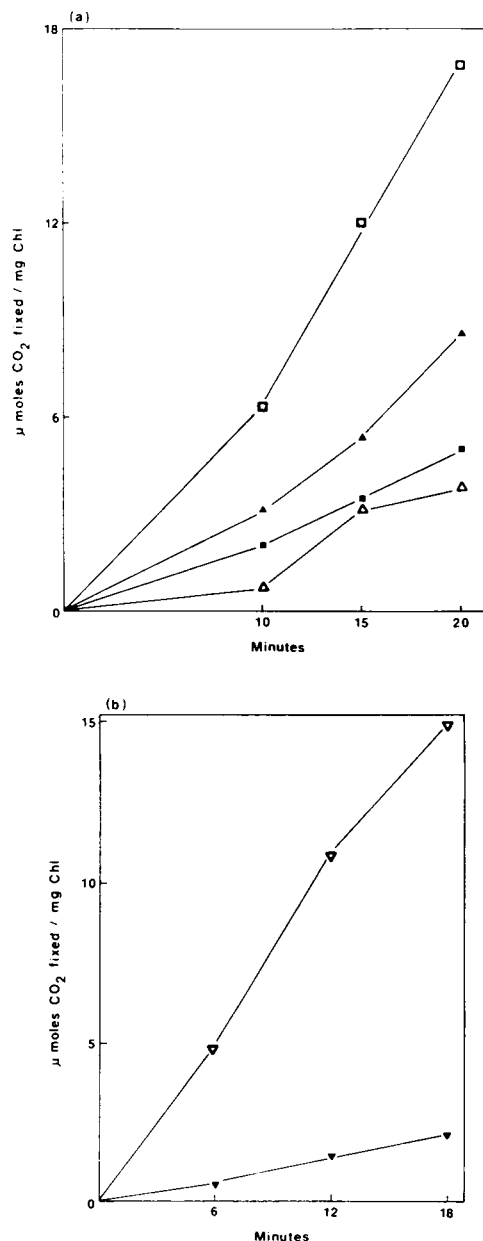 (a)
18
12
6
0
μ moles CO₂ fixed / mg Chl
10 15 20
Minutes
(b)
15
10
5
0
μ moles CO₂ fixed / mg Chl
6 12 18
Minutes